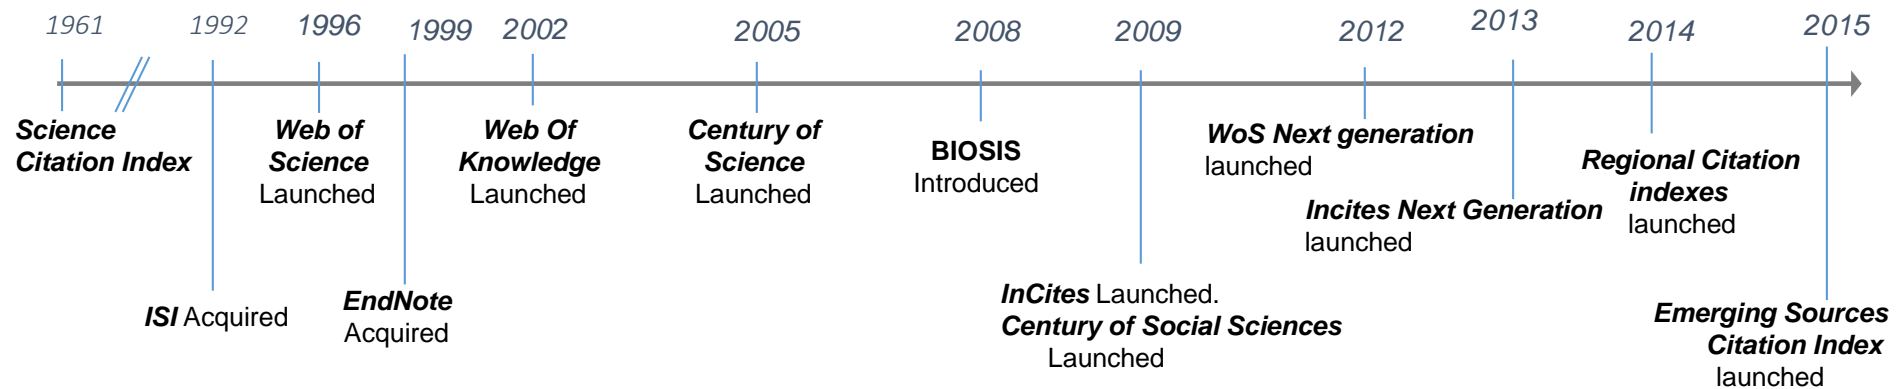 1961
1992
1996
1999
2002
2005
2008
2009
2012
2013
2014
2015
Science
Citation Index
ISI Acquired
Web of
Science
Launched
EndNote
Acquired
Web Of
Knowledge
Launched
Century of
Science
Launched
BIOSIS
Introduced
InCites Launched.
Century of Social Sciences
Launched
WoS Next generation
launched
Incites Next Generation
launched
Regional Citation
indexes
launched
Emerging Sources
Citation Index
launched